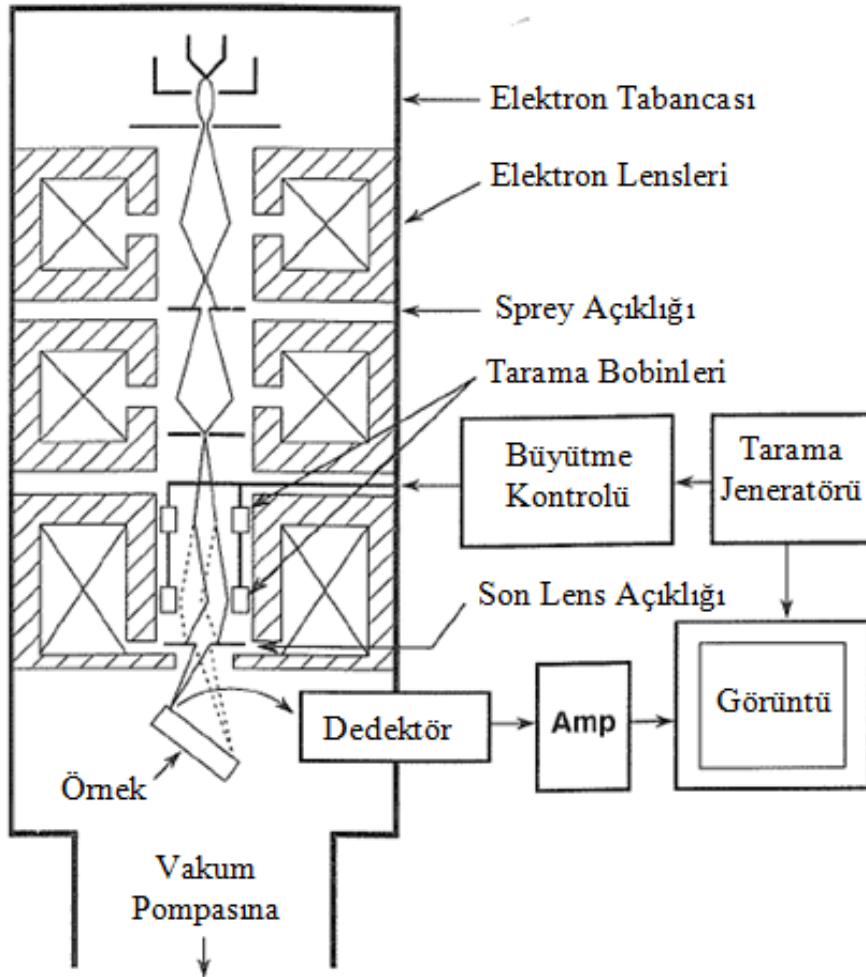 Elektron Tabancası
Elektron Lensleri
Sprey Açıklığı
Tarama Bobinleri
Büyütme
Kontrolü
Tarama
Jeneratörü
Son Lens Açıklığı
Görüntü
Amp
Dedektör
Örnek
Vakum
Pompasına